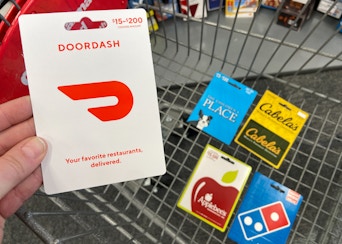 $15-$200
DOORDASH
Your favorite restaurants,
delivered.
PLACE
Cabela's
Cabela's
Applebee's